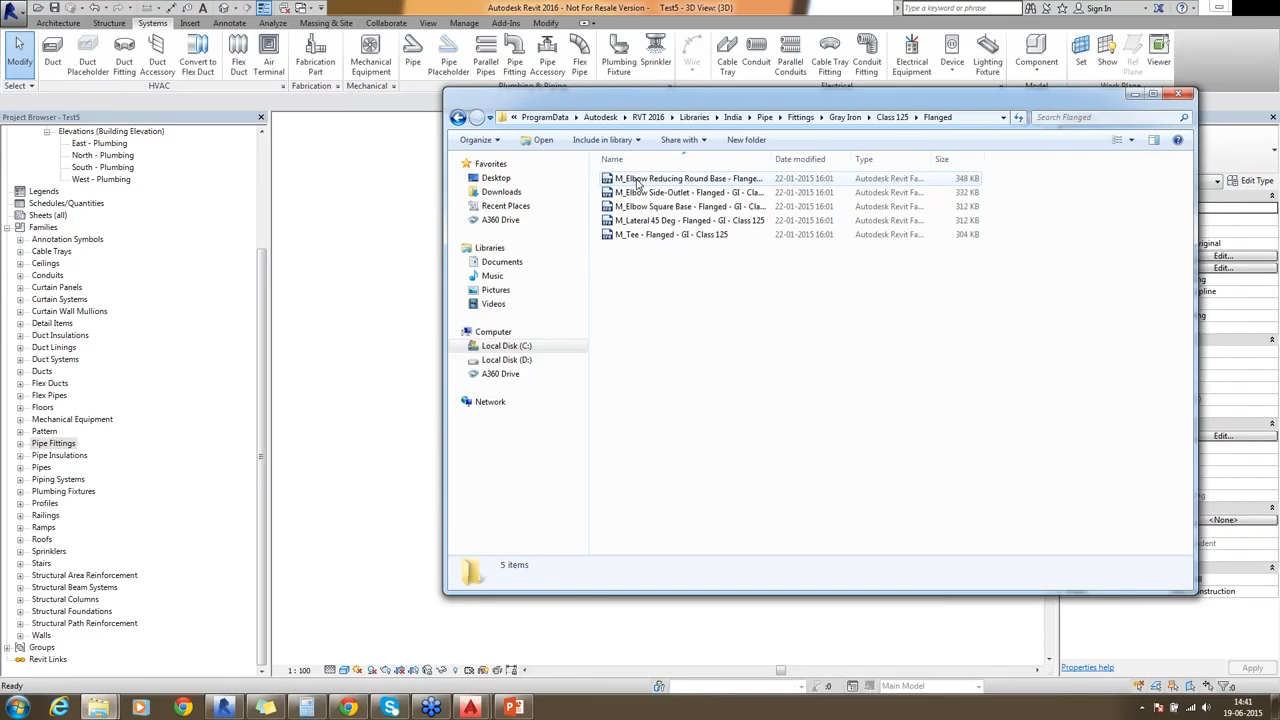 Autodesk Revit 2016 - Not For Resale Version - Test5 - 3D View: {3D}
Type a keyword or phrase
Sign In
Architecture Structure Systems Insert Annotate Analyze Massing & Site Collaborate View Manage Add-Ins Modify
Modify
Duct
Duct Placeholder
Duct Fitting
Duct Accessory
Convert to Flex Duct
Flex Duct
Air Terminal
Fabrication Part
Mechanical Equipment
Pipe
Pipe Placeholder
Parallel Pipes
Pipe Fitting
Pipe Accessory
Flex Pipe
Plumbing Fixture
Sprinkler
Wire
Cable Tray
Conduit
Parallel Conduits
Cable Tray Fitting
Conduit Fitting
Electrical Equipment
Device
Lighting Fixture
Component
Set
Show
Ref Plane
Viewer
Select HVAC Fabrication Mechanical
Project Browser - Test5
Elevations (Building Elevation)
East - Plumbing
North - Plumbing
South - Plumbing
West - Plumbing
Legends
Schedules/Quantities
Sheets (all)
Families
Annotation Symbols
Cable Trays
Ceilings
Conduits
Curtain Panels
Curtain Systems
Curtain Wall Mullions
Detail Items
Duct Insulations
Duct Linings
Duct Systems
Ducts
Flex Ducts
Flex Pipes
Floors
Mechanical Equipment
Pattern
Pipe Fittings
Pipe Insulations
Pipes
Piping Systems
Plumbing Fixtures
Profiles
Railings
Ramps
Roofs
Sprinklers
Stairs
Structural Area Reinforcement
Structural Beam Systems
Structural Columns
Structural Foundations
Structural Path Reinforcement
Walls
Groups
Revit Links
Ready
« ProgramData Autodesk RVT 2016 Libraries India Pipe Fittings Gray Iron Class 125 Flanged
Search Flanged
Organize Open Include in library Share with New folder
Favorites
Desktop
Downloads
Recent Places
A360 Drive
Libraries
Documents
Music
Pictures
Videos
Computer
Local Disk (C:)
Local Disk (D:)
A360 Drive
Network
Name Date modified Type Size
M_Elbow Reducing Round Base - Flange... 22-01-2015 16:01 Autodesk Revit Fa... 348 KB
M_Elbow Side-Outlet - Flanged - GI - Cla... 22-01-2015 16:01 Autodesk Revit Fa... 332 KB
M_Elbow Square Base - Flanged - GI - Cla... 22-01-2015 16:01 Autodesk Revit Fa... 312 KB
M_Lateral 45 Deg - Flanged - GI - Class 125 22-01-2015 16:01 Autodesk Revit Fa... 312 KB
M_Tee - Flanged - GI - Class 125 22-01-2015 16:01 Autodesk Revit Fa... 304 KB
5 items
Edit Type
Edit...
Edit...
Edit...
<None>
Properties help
Apply
1 : 100
:0
Main Model
:0
14:41
19-06-2015